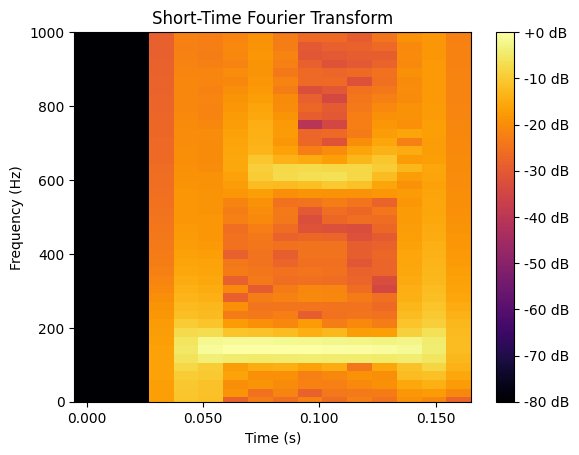 Short-Time Fourier Transform
1000
800
600
400
200
0
Frequency (Hz)
0.000
0.050
0.100
0.150
Time (s)
+0 dB
-10 dB
-20 dB
-30 dB
-40 dB
-50 dB
-60 dB
-70 dB
-80 dB